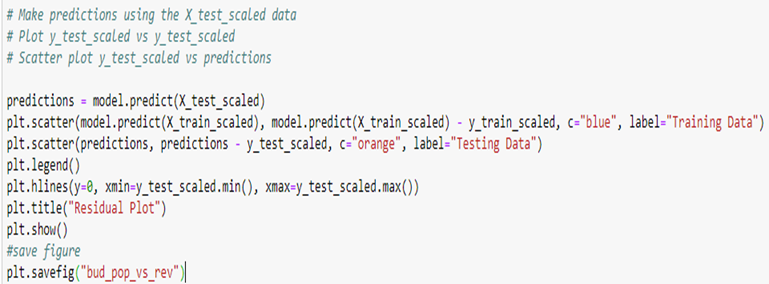 # Make predictions using the X_test_scaled data
# Plot y_test_scaled vs y_test_scaled
# Scatter plot y_test_scaled vs predictions
predictions = model.predict(X_test_scaled)
plt.scatter(model.predict(X_train_scaled), model.predict(X_train_scaled) - y_train_scaled, c="blue", label="Training Data")
plt.scatter(predictions, predictions - y_test_scaled, c="orange", label="Testing Data")
plt.legend()
plt.hlines(y=0, xmin=y_test_scaled.min(), xmax=y_test_scaled.max())
plt.title("Residual Plot")
plt.show()
#save figure
plt.savefig("bud_pop_vs_rev")